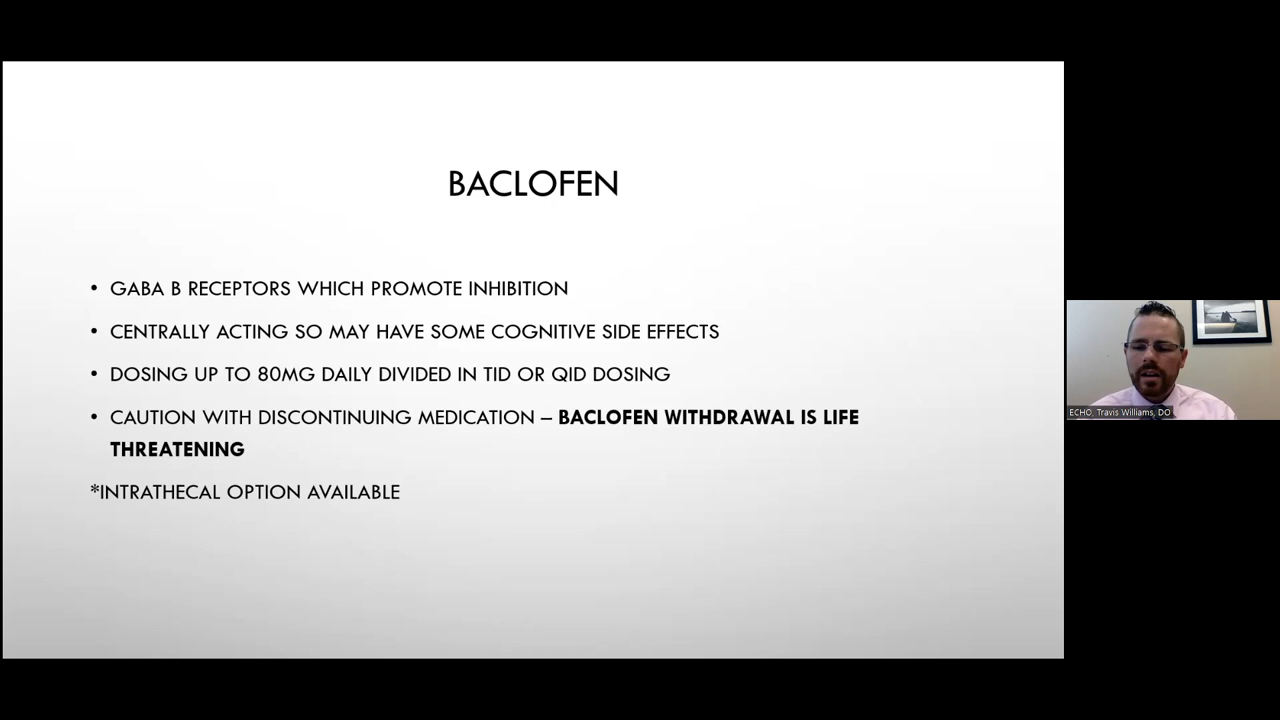 BACLOFEN
• GABA B RECEPTORS WHICH PROMOTE INHIBITION
• CENTRALLY ACTING SO MAY HAVE SOME COGNITIVE SIDE EFFECTS
• DOSING UP TO 80MG DAILY DIVIDED IN TID OR QID DOSING
• CAUTION WITH DISCONTINUING MEDICATION – BACLOFEN WITHDRAWAL IS LIFE
THREATENING
*INTRATHECAL OPTION AVAILABLE
ECHO, Travis Williams, DO